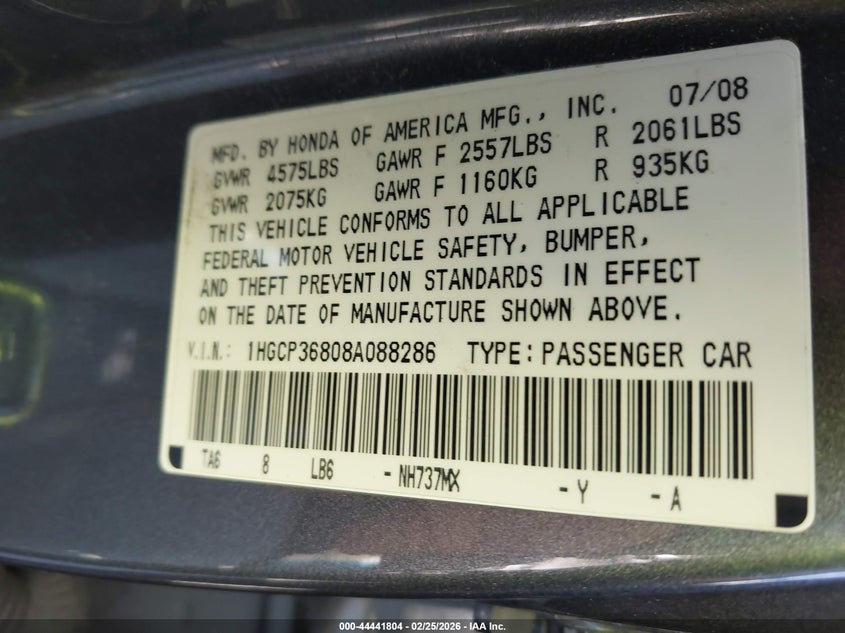 MFD. BY HONDA OF AMERICA MFG., INC. 07/08
GVWR 4575LBS GAWR F 2557LBS R 2061LBS
GVWR 2075KG GAWR F 1160KG R 935KG
THIS VEHICLE CONFORMS TO ALL APPLICABLE
FEDERAL MOTOR VEHICLE SAFETY, BUMPER,
AND THEFT PREVENTION STANDARDS IN EFFECT
ON THE DATE OF MANUFACTURE SHOWN ABOVE.
V.I.N.: 1HGCP36808A088286 TYPE: PASSENGER CAR
TA6 8 LB6 - NH737MX - Y - A
000-44441804 - 02/25/2026 - IAA Inc.